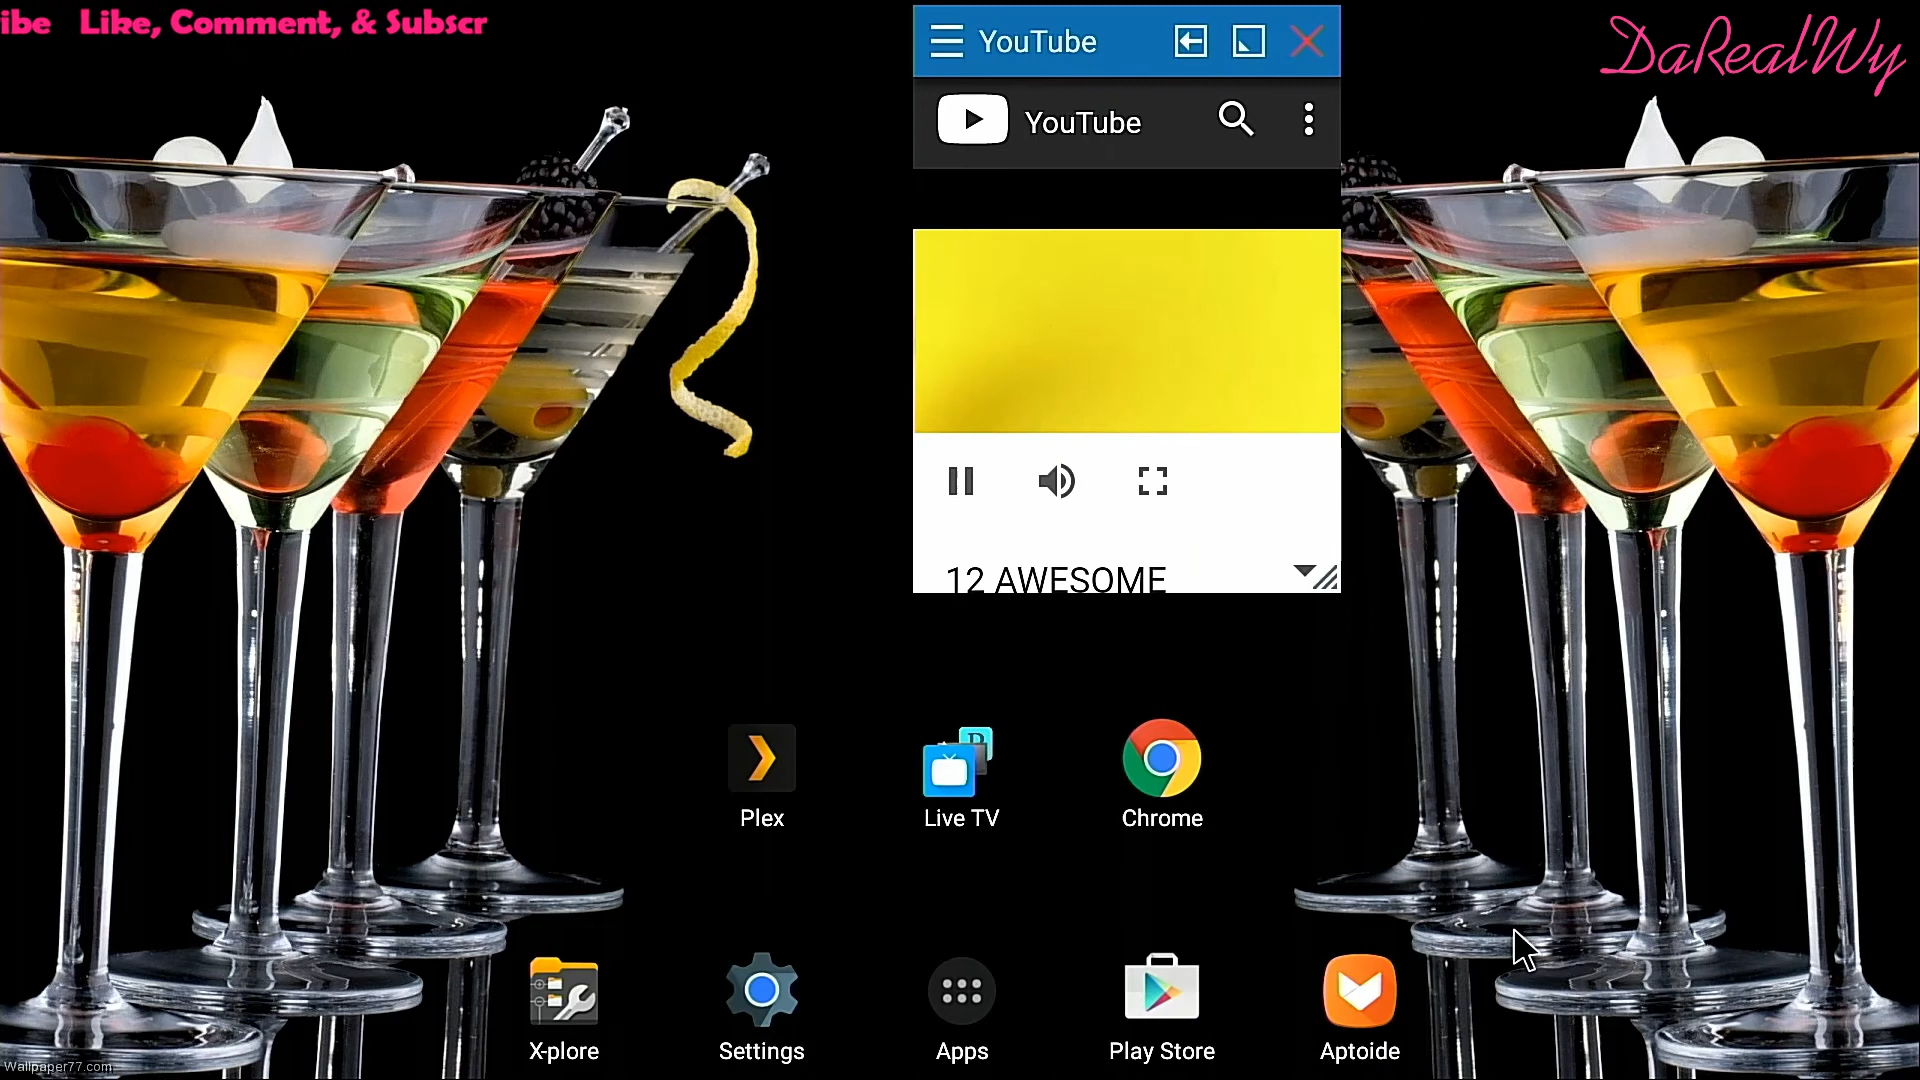 ibe Like, Comment, & Subscr
DaRealWy
YouTube
YouTube
12 AWESOME
Plex
Live TV
Chrome
X-plore
Settings
Apps
Play Store
Aptoide
Wallpaper77.com